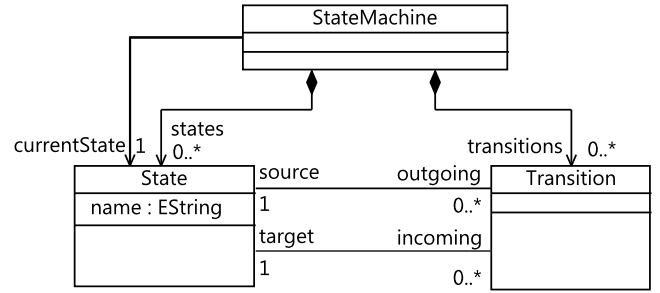 StateMachine
states
currentState 1
0..*
transitions 0..*
State
name : EString
source outgoing
1 0..*
target incoming
1 0..*
Transition